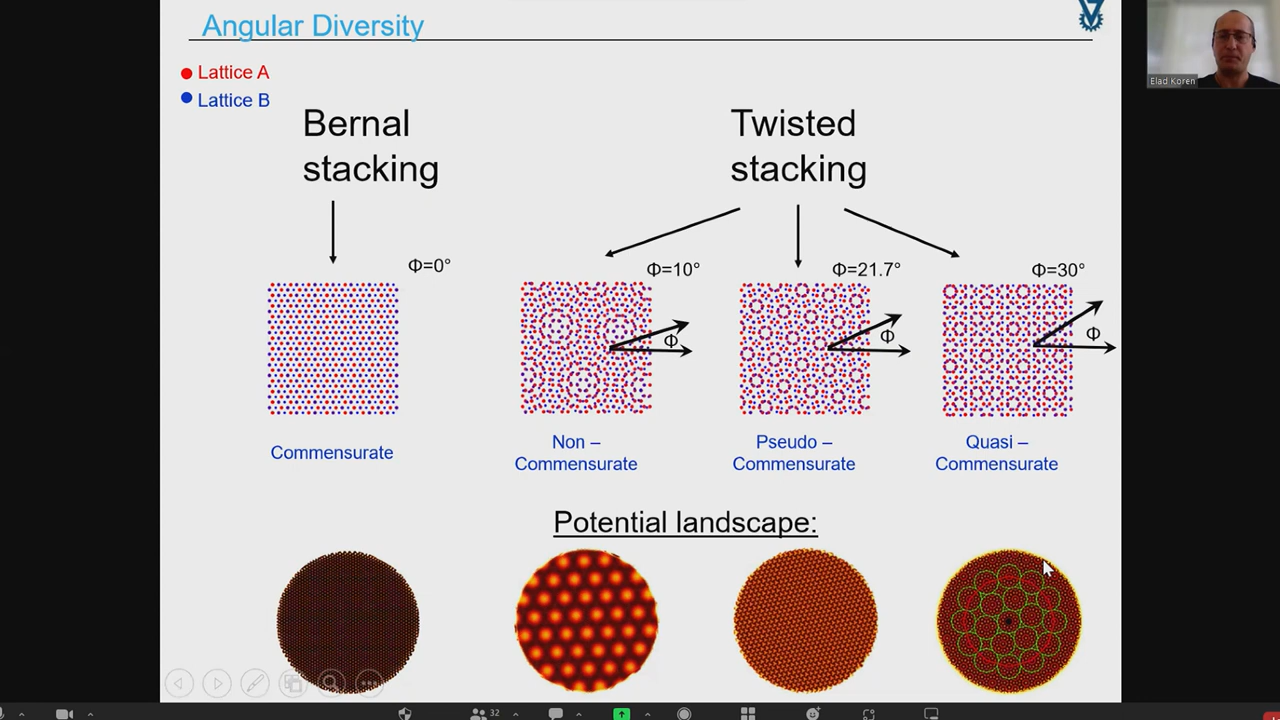 Angular Diversity
Lattice A
Lattice B
Bernal
stacking
Twisted
stacking
Φ=0°
Φ=10°
Φ=21.7°
Φ=30°
Φ
Φ
Φ
Commensurate
Non –
Commensurate
Pseudo –
Commensurate
Quasi –
Commensurate
Potential landscape:
Elad Koren
32